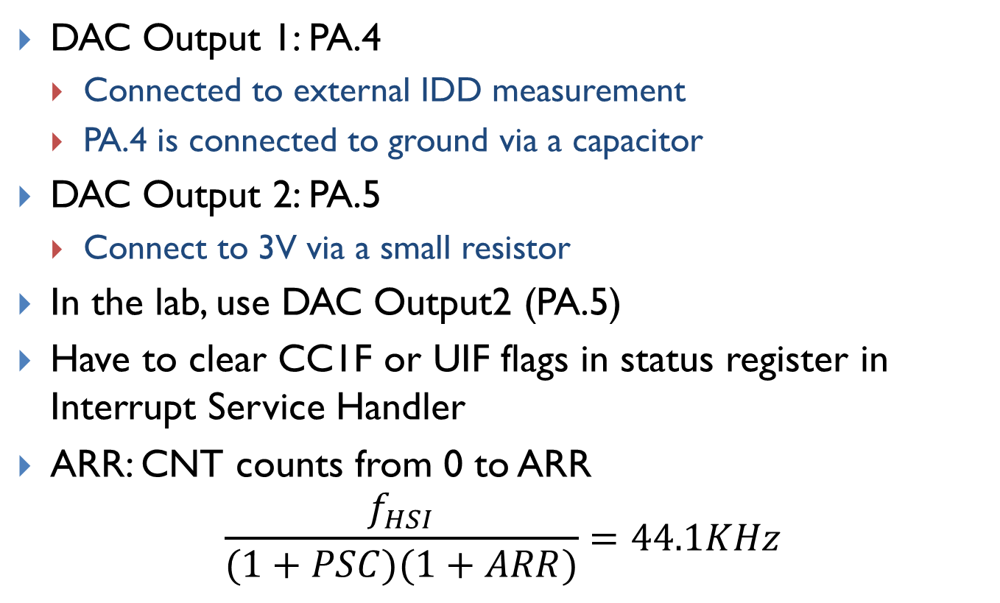 DAC Output 1: PA.4
Connected to external IDD measurement
PA.4 is connected to ground via a capacitor
DAC Output 2: PA.5
Connect to 3V via a small resistor
In the lab, use DAC Output2 (PA.5)
Have to clear CC1F or UIF flags in status register in
Interrupt Service Handler
ARR: CNT counts from 0 to ARR
f_{HSI} / (1 + PSC)(1 + ARR) = 44.1KHz